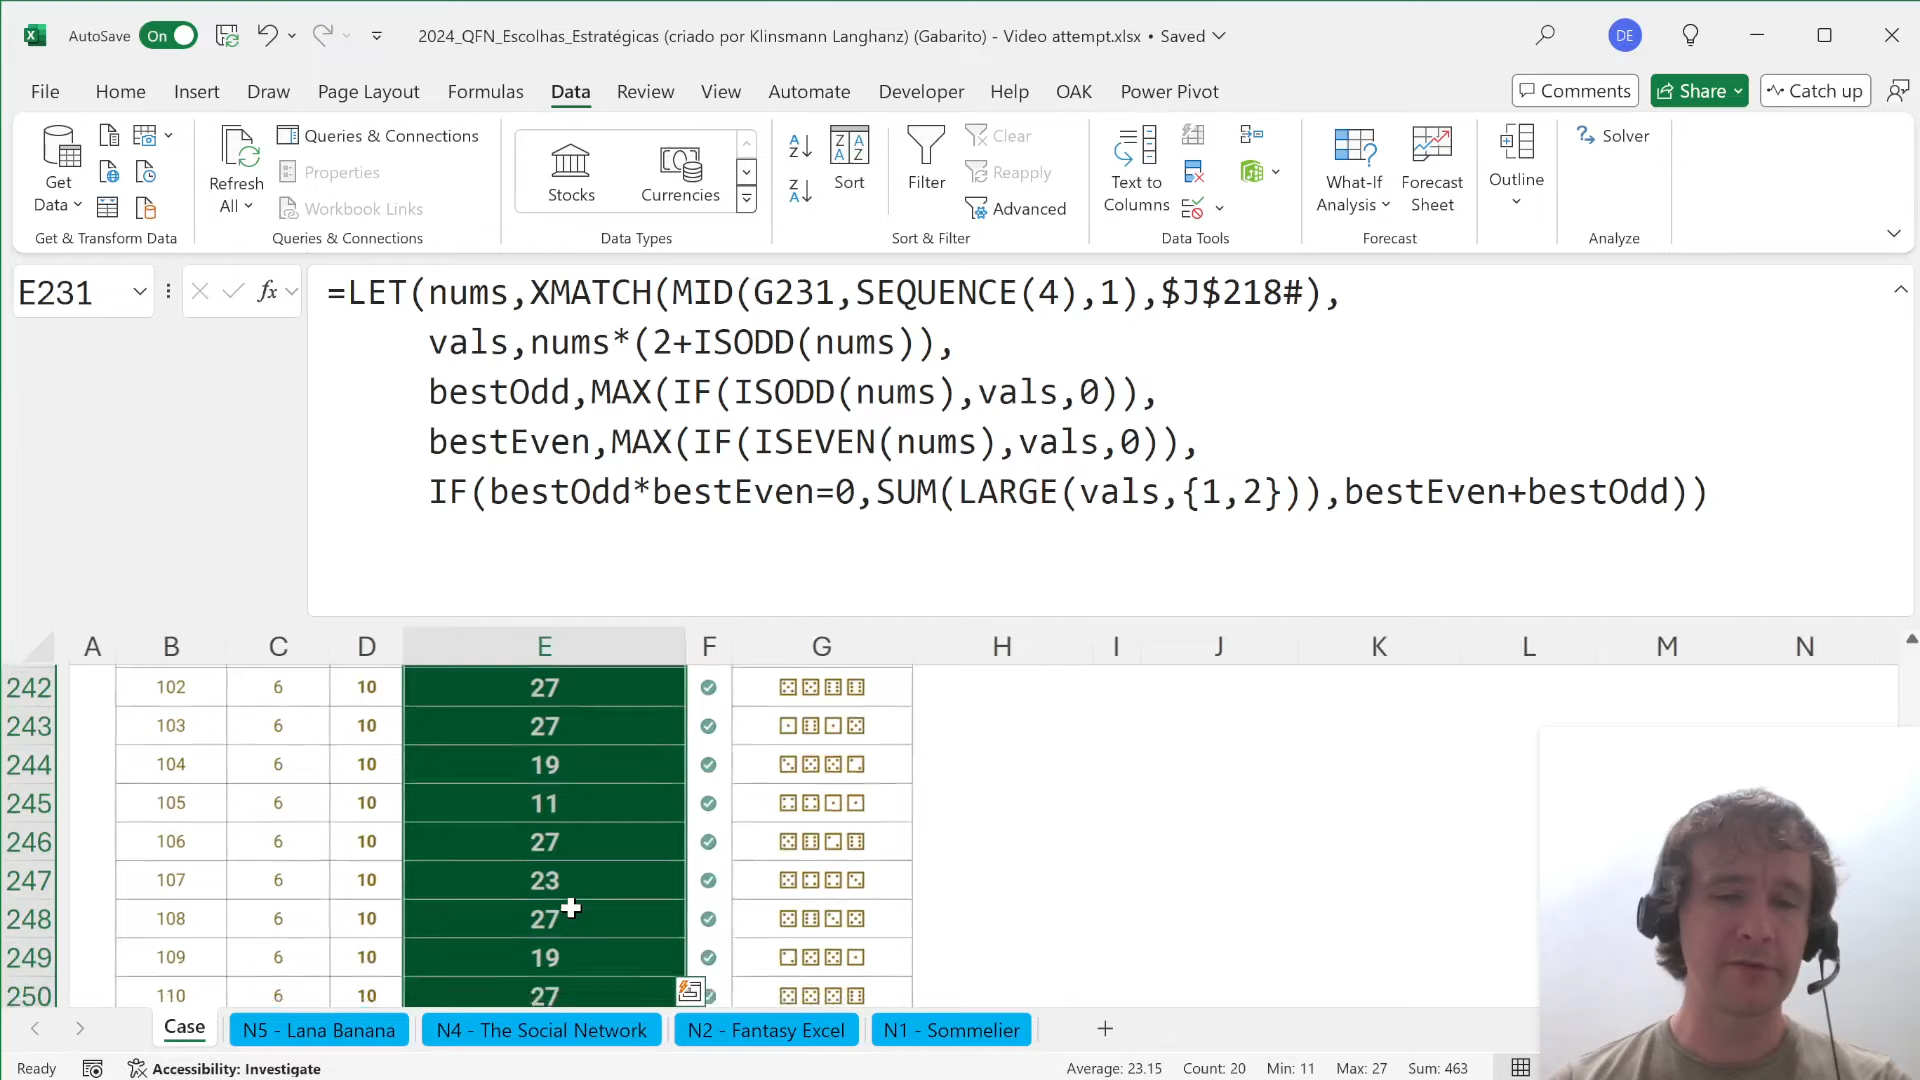 AutoSave On 2024_QFN_Escolhas_Estratégicas (criado por Klinsmann Langhanz) (Gabarito) - Video attempt.xlsx • Saved DE
File Home Insert Draw Page Layout Formulas Data Review View Automate Developer Help OAK Power Pivot Comments Share Catch up
Get Data
Refresh All
Queries & Connections
Properties
Workbook Links
Stocks
Currencies
Sort
Filter
Clear
Reapply
Advanced
Text to Columns
What-If Analysis
Forecast Sheet
Outline
Solver
Get & Transform Data Queries & Connections Data Types Sort & Filter Data Tools Forecast Analyze
E231 fx =LET(nums,XMATCH(MID(G231,SEQUENCE(4),1),$J$218#),
vals,nums*(2+ISODD(nums)),
bestOdd,MAX(IF(ISODD(nums),vals,0)),
bestEven,MAX(IF(ISEVEN(nums),vals,0)),
IF(bestOdd*bestEven=0,SUM(LARGE(vals,{1,2})),bestEven+bestOdd))
A B C D E F G H I J K L M N
242 102 6 10 27
243 103 6 10 27
244 104 6 10 19
245 105 6 10 11
246 106 6 10 27
247 107 6 10 23
248 108 6 10 27
249 109 6 10 19
250 110 6 10 27
Case N5 - Lana Banana N4 - The Social Network N2 - Fantasy Excel N1 - Sommelier
Ready Accessibility: Investigate Average: 23.15 Count: 20 Min: 11 Max: 27 Sum: 463